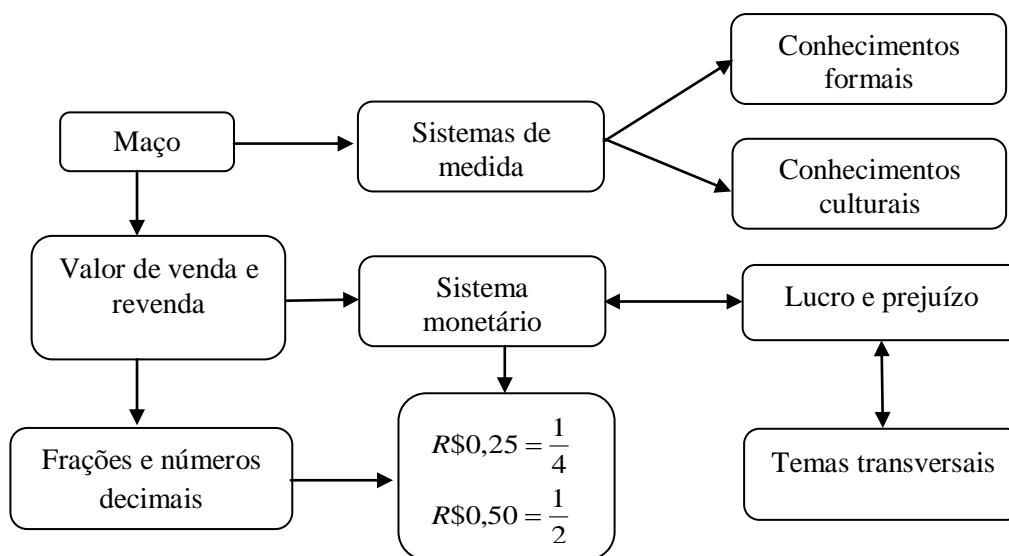 Conhecimentos
formais
Maço
Sistemas de
medida
Conhecimentos
culturais
Valor de venda e
revenda
Sistema
monetário
Lucro e prejuízo
Frações e números
decimais
R$0,25 = 1/4
R$0,50 = 1/2
Temas transversais